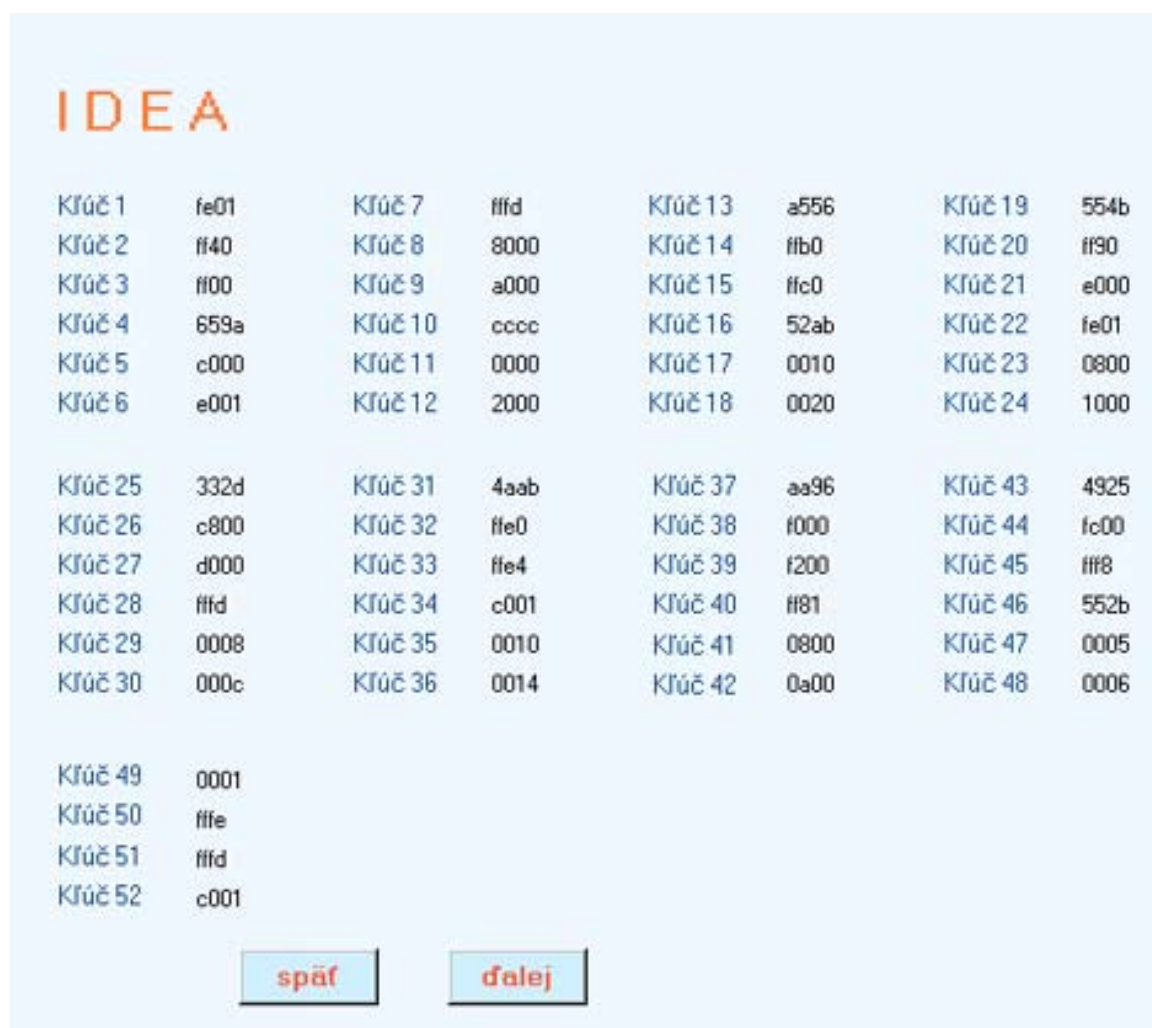 IDEA
Kľúč 1 fe01 Kľúč 7 fffd Kľúč 13 a556 Kľúč 19 554b
Kľúč 2 ff40 Kľúč 8 8000 Kľúč 14 ffb0 Kľúč 20 ff90
Kľúč 3 ff00 Kľúč 9 a000 Kľúč 15 ffc0 Kľúč 21 e000
Kľúč 4 659a Kľúč 10 cccc Kľúč 16 52ab Kľúč 22 fe01
Kľúč 5 c000 Kľúč 11 0000 Kľúč 17 0010 Kľúč 23 0800
Kľúč 6 e001 Kľúč 12 2000 Kľúč 18 0020 Kľúč 24 1000
Kľúč 25 332d Kľúč 31 4aab Kľúč 37 aa96 Kľúč 43 4925
Kľúč 26 c800 Kľúč 32 ffe0 Kľúč 38 f000 Kľúč 44 fc00
Kľúč 27 d000 Kľúč 33 ffe4 Kľúč 39 f200 Kľúč 45 fff8
Kľúč 28 fffd Kľúč 34 c001 Kľúč 40 ff81 Kľúč 46 552b
Kľúč 29 0008 Kľúč 35 0010 Kľúč 41 0800 Kľúč 47 0005
Kľúč 30 000c Kľúč 36 0014 Kľúč 42 0a00 Kľúč 48 0006
Kľúč 49 0001
Kľúč 50 fffe
Kľúč 51 fffd
Kľúč 52 c001
späť ďalej